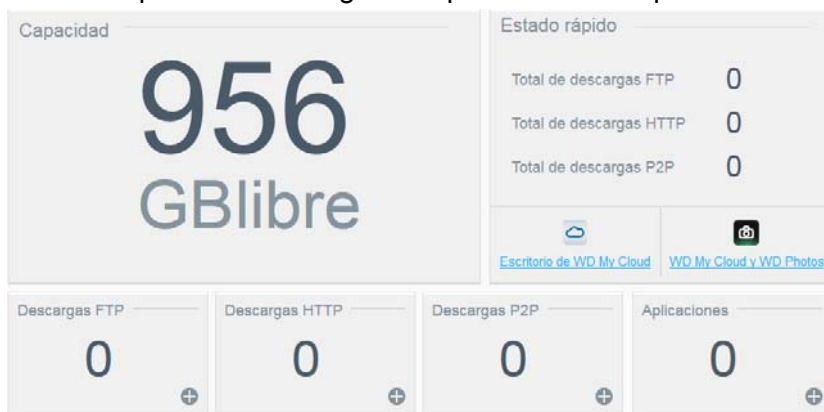 Capacidad
956
GBlibre
Estado rápido
Total de descargas FTP 0
Total de descargas HTTP 0
Total de descargas P2P 0
Escritorio de WD My Cloud
WD My Cloud y WD Photos
Descargas FTP
0
Descargas HTTP
0
Descargas P2P
0
Aplicaciones
0